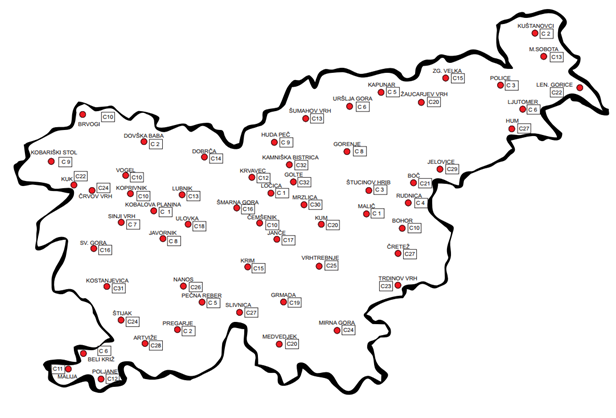 KUŠTANOVCI
C 2
M.SOBOTA
C13
ZG. VELKA
C15
POLICE
C 3
LEN. GORICE
C22
KAPUNAR
C 5
ŽAUCARJEV VRH
C20
LJUTOMER
C 6
URŠLJA GORA
C 6
HUM
C27
BRVOGI
C10
ŠUMAHOV VRH
C13
DOVŠKA BABA
C 2
HUDA PEČ
C 9
GORENJE
C 8
DOBRČA
C14
KOBARIŠKI STOL
C 9
KAMNIŠKA BISTRICA
C32
JELOVICE
C29
VOGEL
C10
KRVAVEC
C12
GOLTE
C32
BOČ
C21
KUK
C22
ČRVOV VRH
C24
KOPRIVNIK
C10
LUBNIK
C13
LOČICA
C 1
ŠTUCINOV HRIB
C 3
RUDNICA
C 4
KOBALOVA PLANINA
C 1
ŠMARNA GORA
C16
MRZLICA
C30
MALIČ
C 1
SINJI VRH
C 7
ULOVKA
C18
ČEMŠENIK
C10
KUM
C20
BOHOR
C10
JAVORNIK
C 8
JANČE
C17
SV. GORA
C16
ČRETEŽ
C27
KRIM
C15
VRHTREBNJE
C25
KOSTANJEVICA
C31
NANOS
C26
TRDINOV VRH
C23
PEČNA REBER
C 5
GRMADA
C19
SLIVNICA
C27
ŠTJAK
C24
PREGARJE
C 2
MIRNA GORA
C24
ARTVIŽE
C28
MEDVEDJEK
C20
C 6
BELI KRIŽ
C11
MALIJA
POLJANE
C12